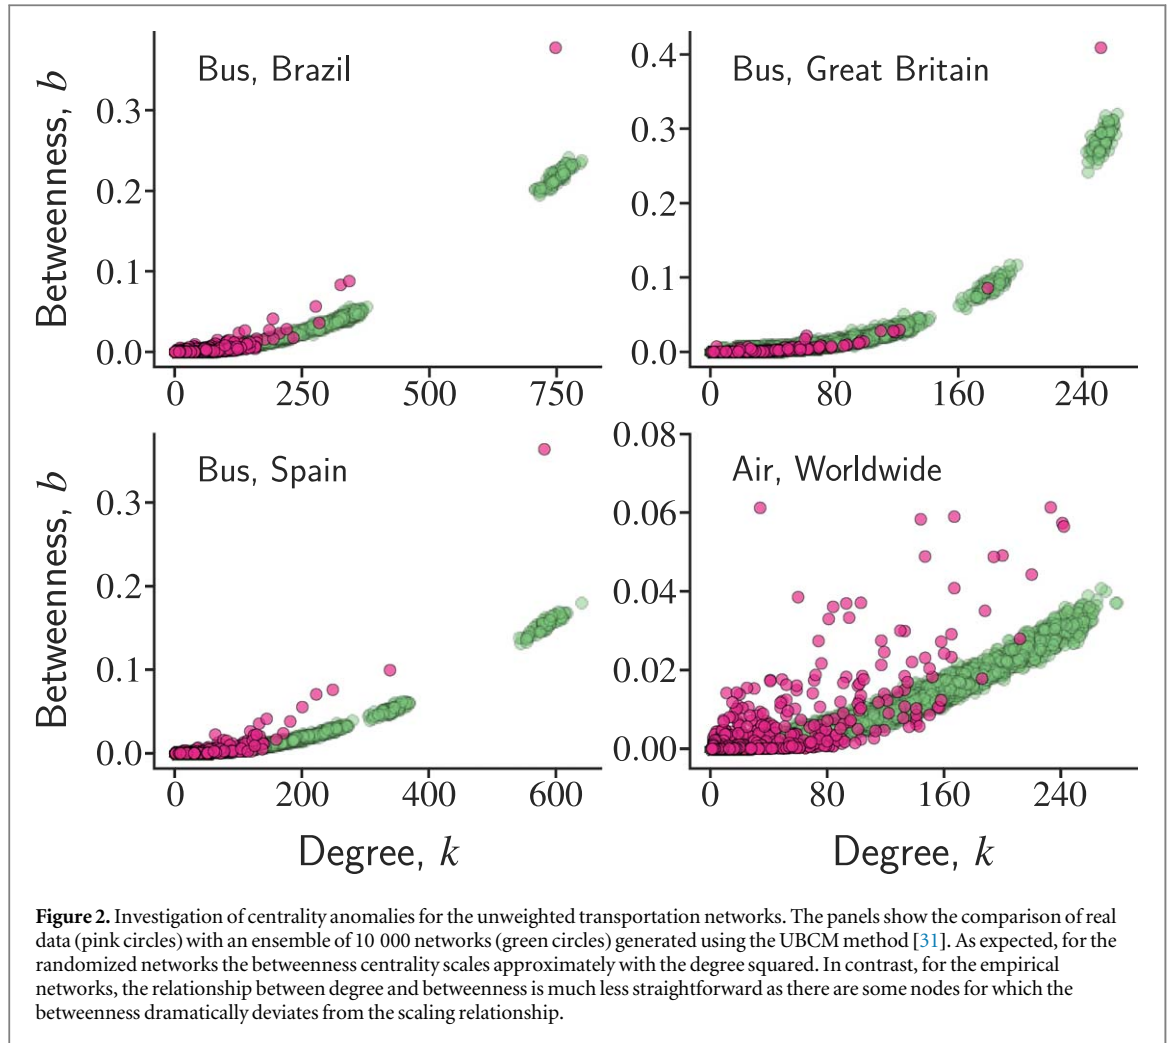 Bus, Brazil
Betweenness, b
0.3
0.2
0.1
0.0
0 250 500 750
Bus, Great Britain
0.4
0.3
0.2
0.1
0.0
0 80 160 240
Bus, Spain
Betweenness, b
0.3
0.2
0.1
0.0
0 200 400 600
Degree, k
Air, Worldwide
0.08
0.06
0.04
0.02
0.00
0 80 160 240
Degree, k
Figure 2. Investigation of centrality anomalies for the unweighted transportation networks. The panels show the comparison of real
data (pink circles) with an ensemble of 10 000 networks (green circles) generated using the UBCM method [31]. As expected, for the
randomized networks the betweenness centrality scales approximately with the degree squared. In contrast, for the empirical
networks, the relationship between degree and betweenness is much less straightforward as there are some nodes for which the
betweenness dramatically deviates from the scaling relationship.